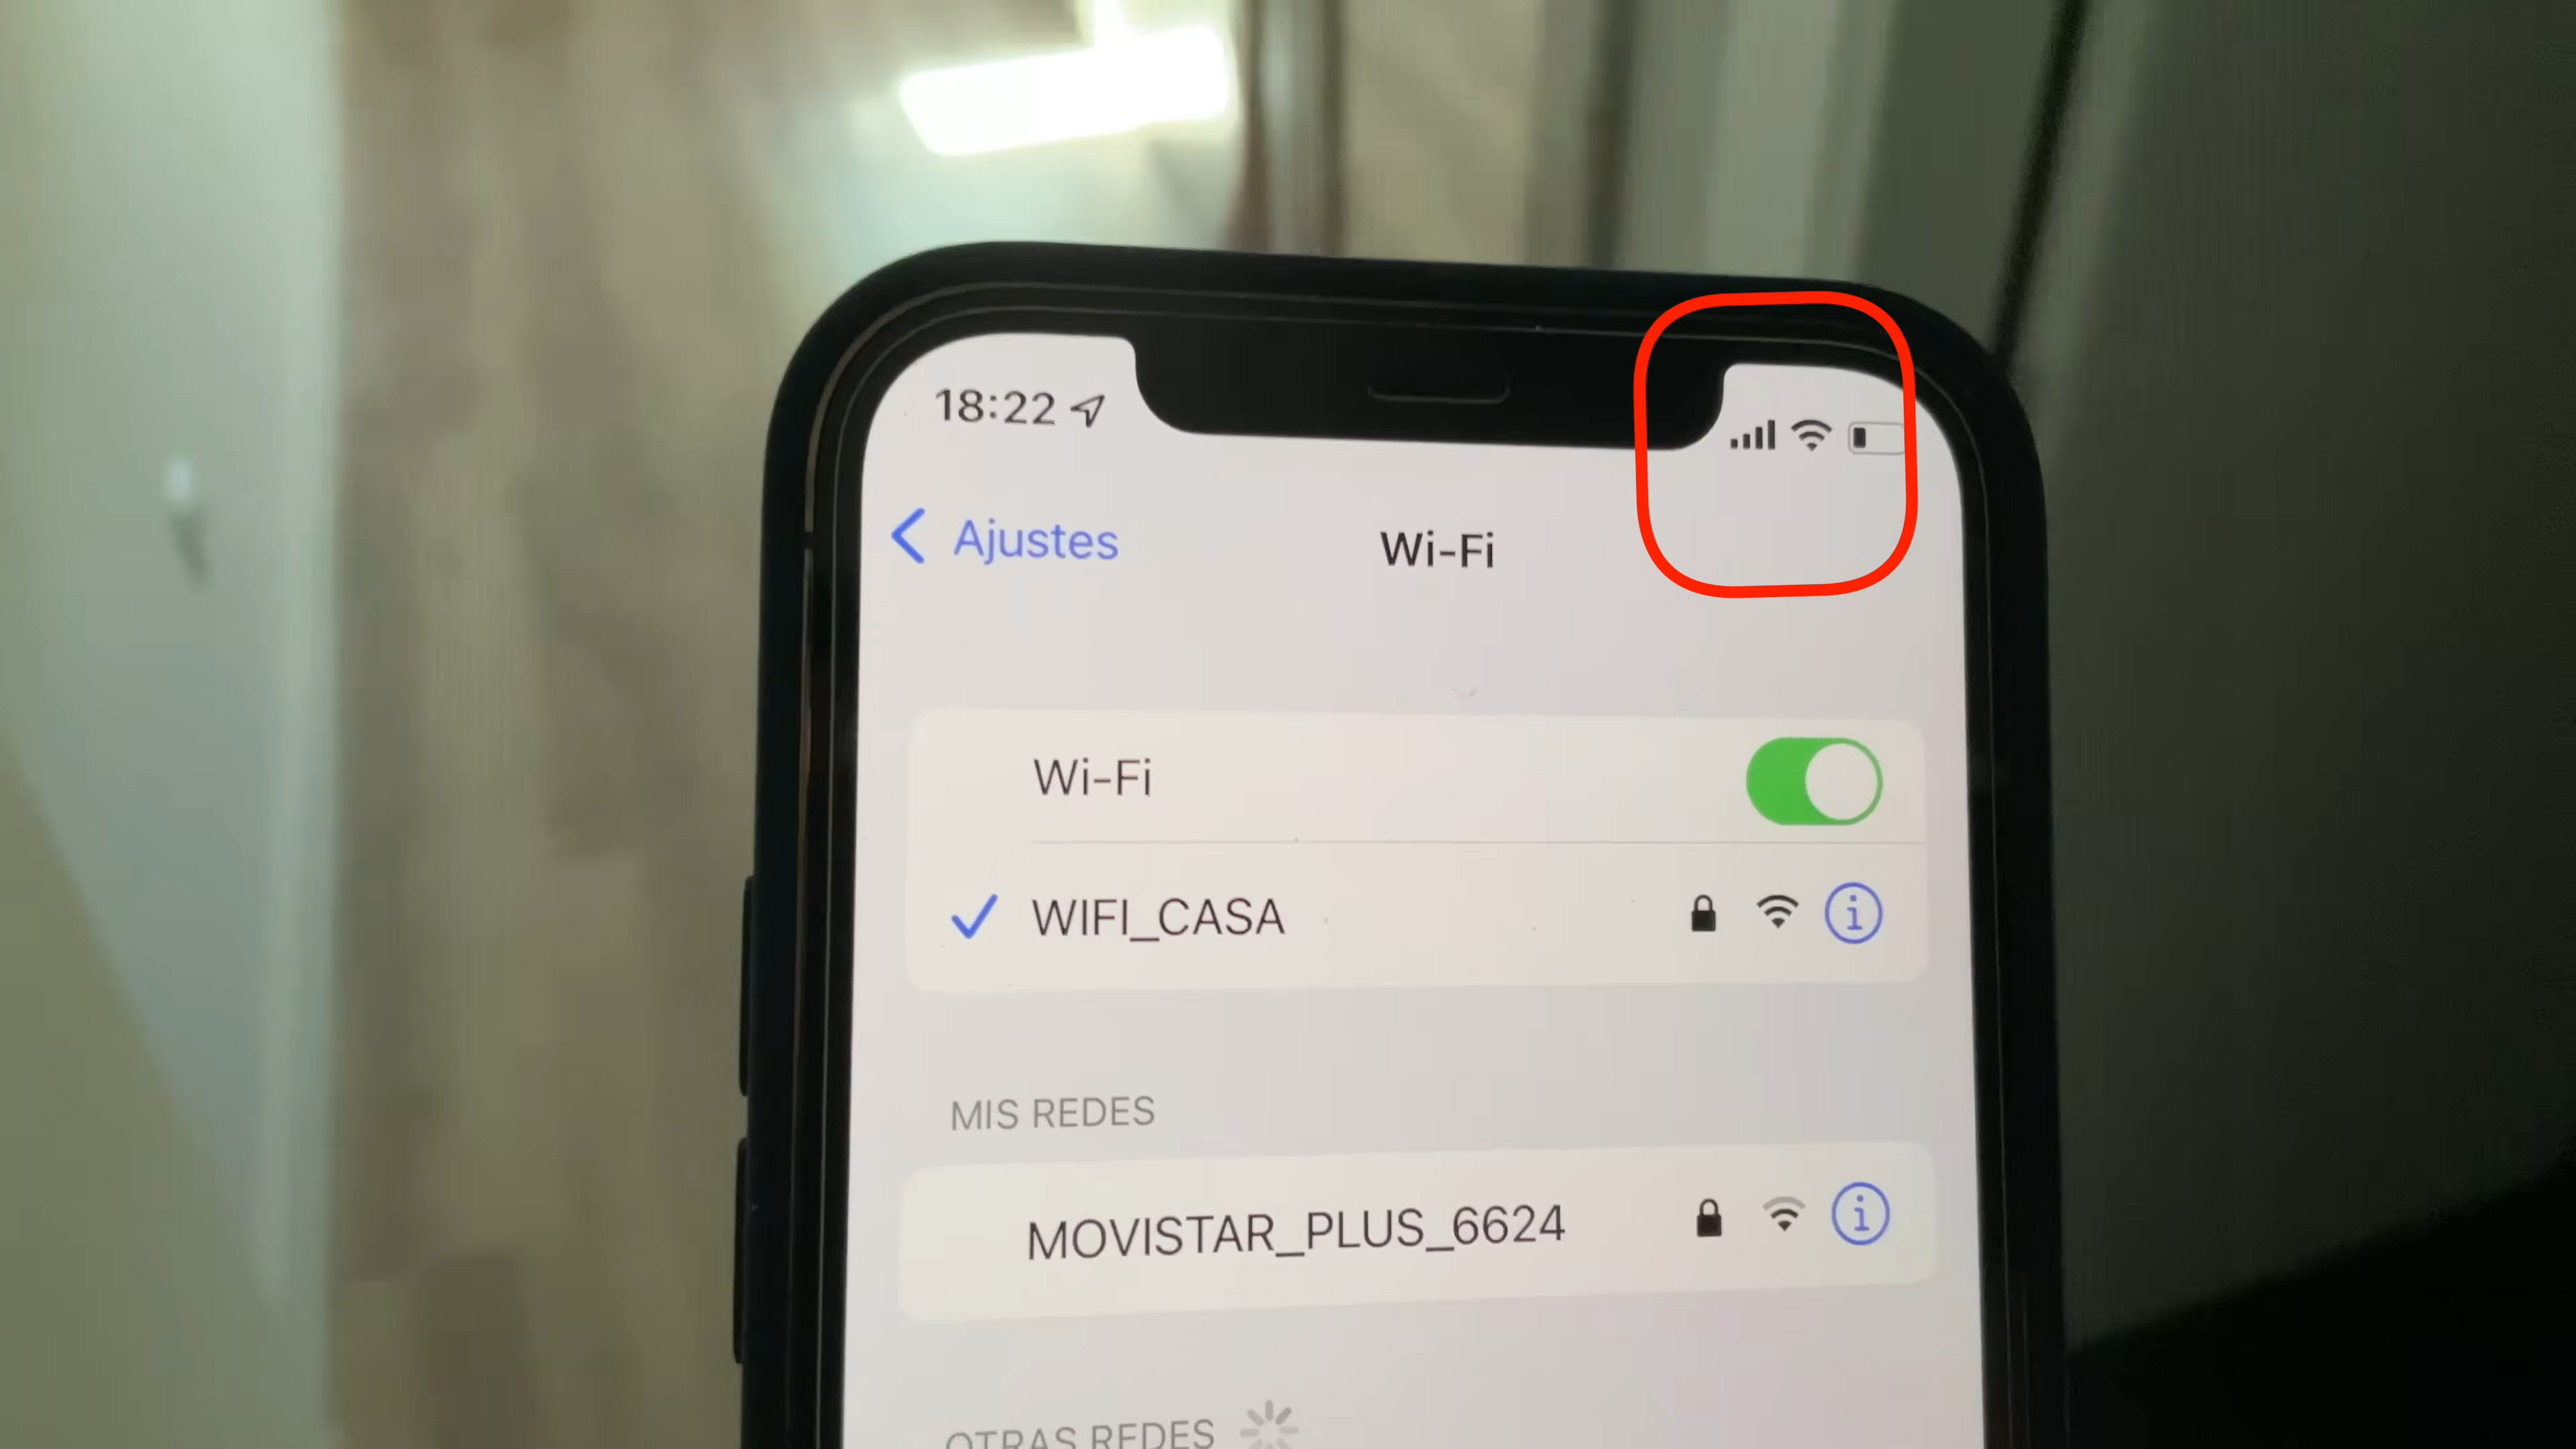 18:22
Ajustes
Wi-Fi
Wi-Fi
WIFI_CASA
MIS REDES
MOVISTAR_PLUS_6624
OTRAS REDES